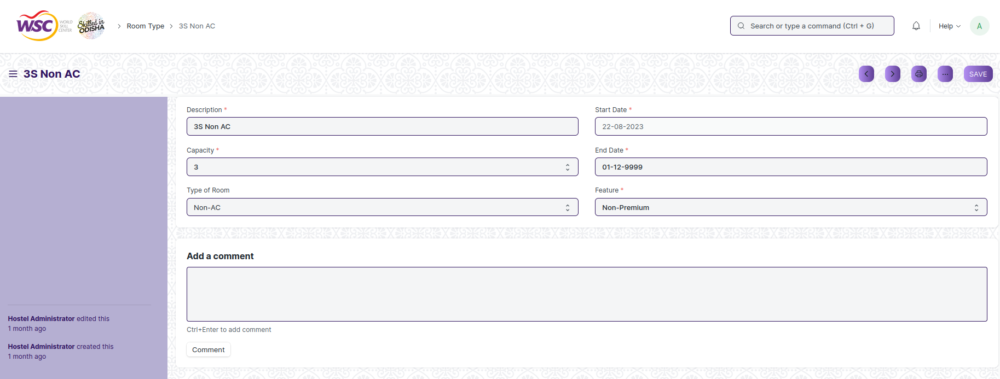 WSC WORLD SKILL CENTER Skilled in ODISHA Room Type 3S Non AC Search or type a command (Ctrl + G) Help A
3S Non AC SAVE
Description * Start Date *
3S Non AC 22-08-2023
Capacity * End Date *
3 01-12-9999
Type of Room Feature *
Non-AC Non-Premium
Add a comment
Ctrl+Enter to add comment
Comment
Hostel Administrator edited this
1 month ago
Hostel Administrator created this
1 month ago